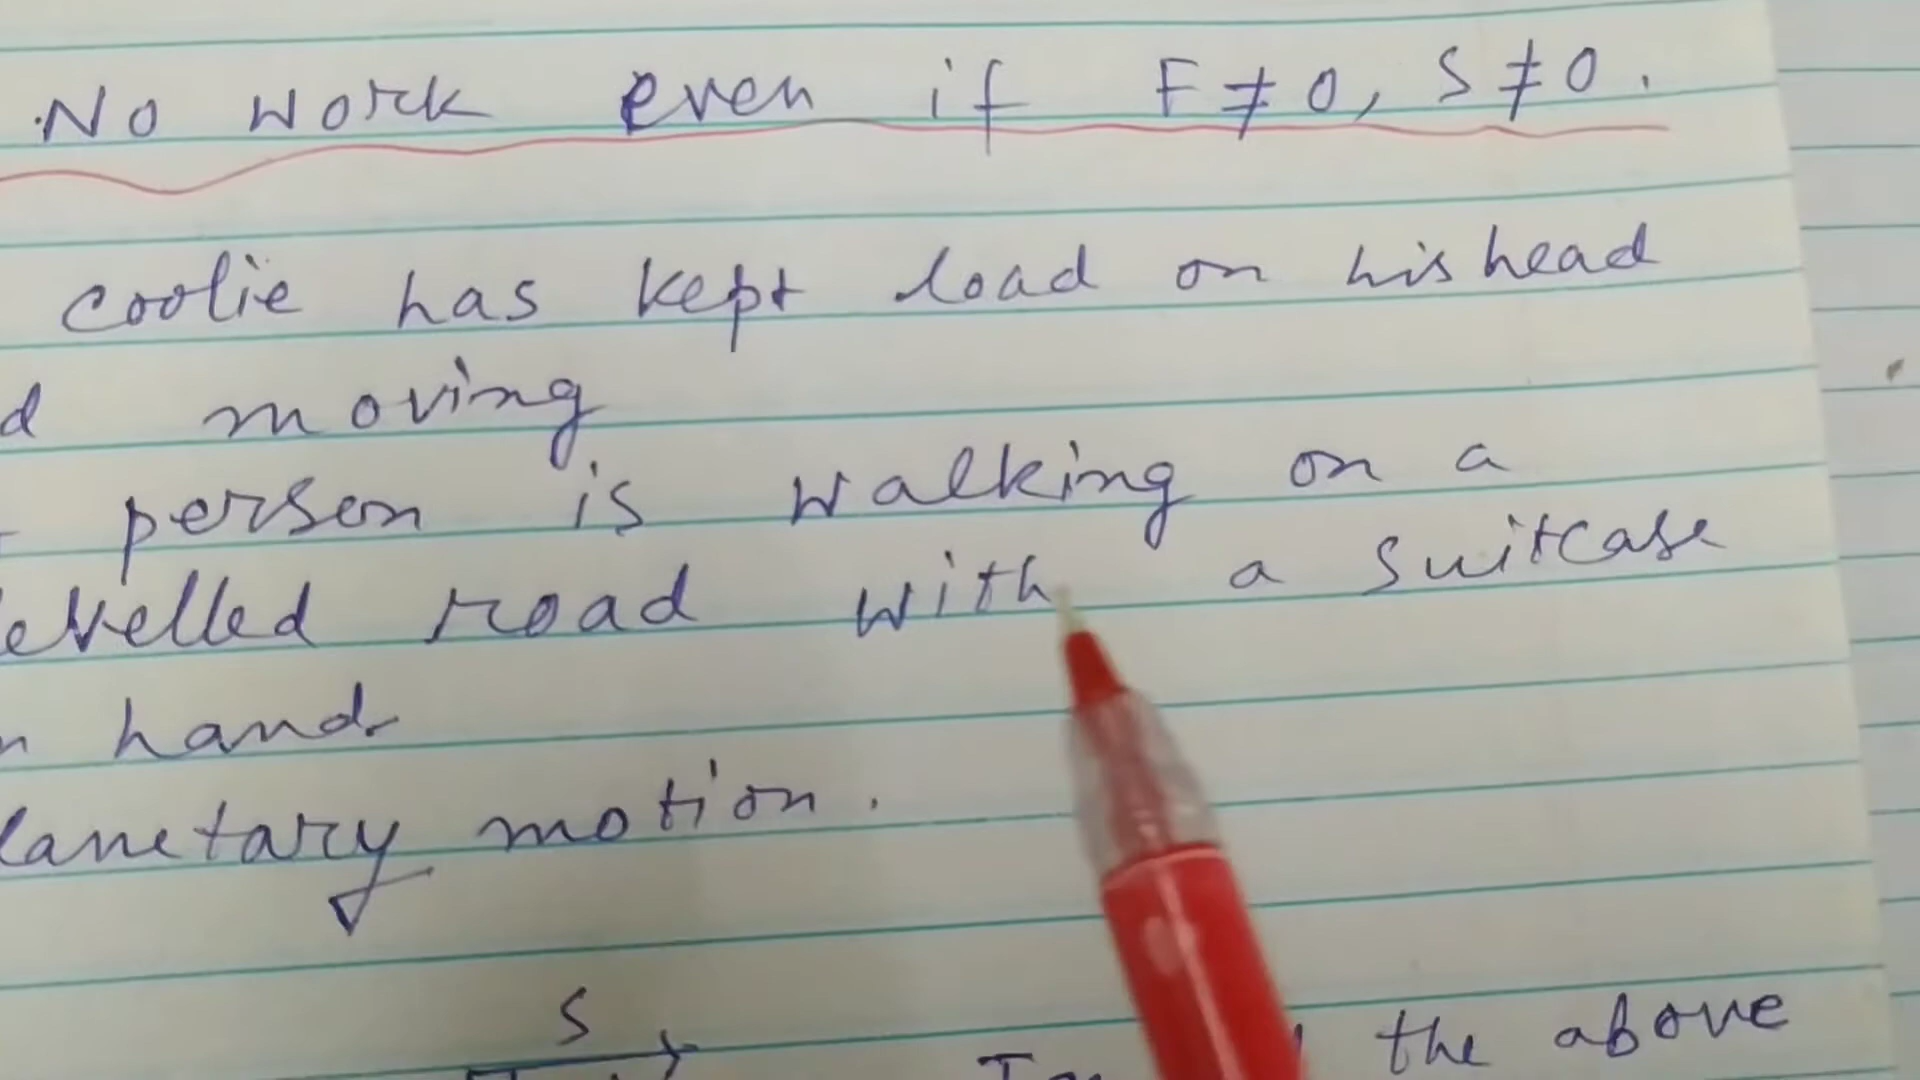 No work even if F≠0, S≠0.
coolie has kept load on his head
d moving
person is walking on a
evelled road with a suitcase
n hand
lanetary motion.
S
the above